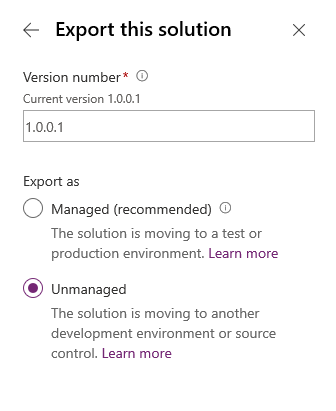 Export this solution
Version number*
Current version 1.0.0.1
1.0.0.1
Export as
Managed (recommended)
The solution is moving to a test or
production environment. Learn more
Unmanaged
The solution is moving to another
development environment or source
control. Learn more